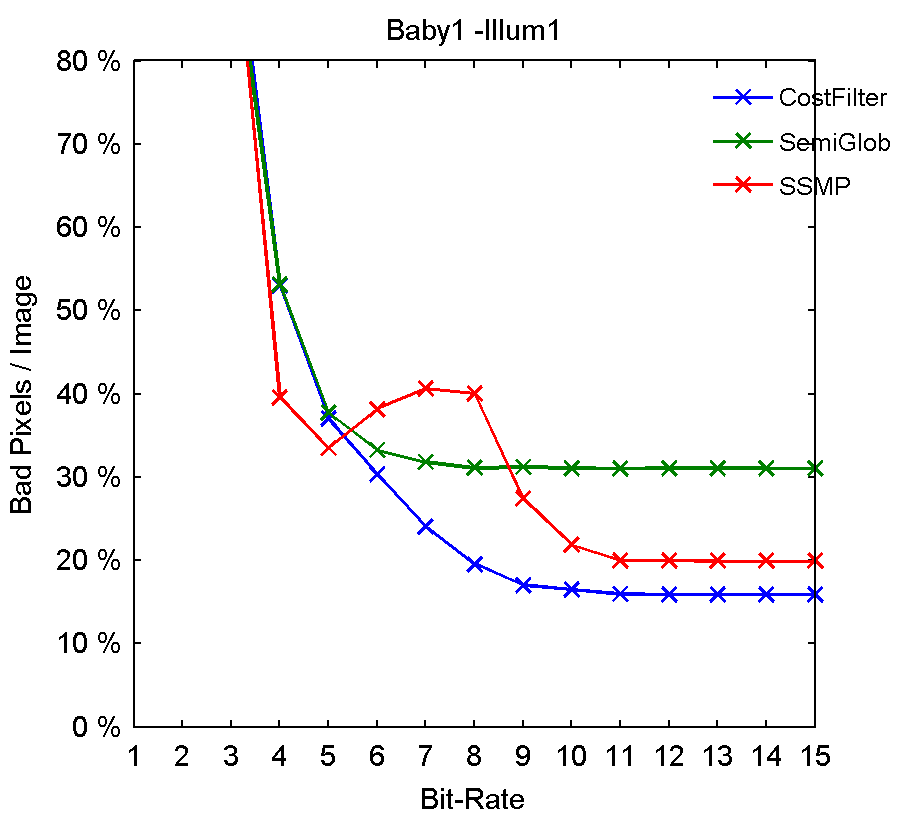 Baby1 -Illum1
80 %
70 %
60 %
50 %
40 %
30 %
20 %
10 %
0 %
Bad Pixels / Image
CostFilter
SemiGlob
SSMP
1 2 3 4 5 6 7 8 9 10 11 12 13 14 15
Bit-Rate